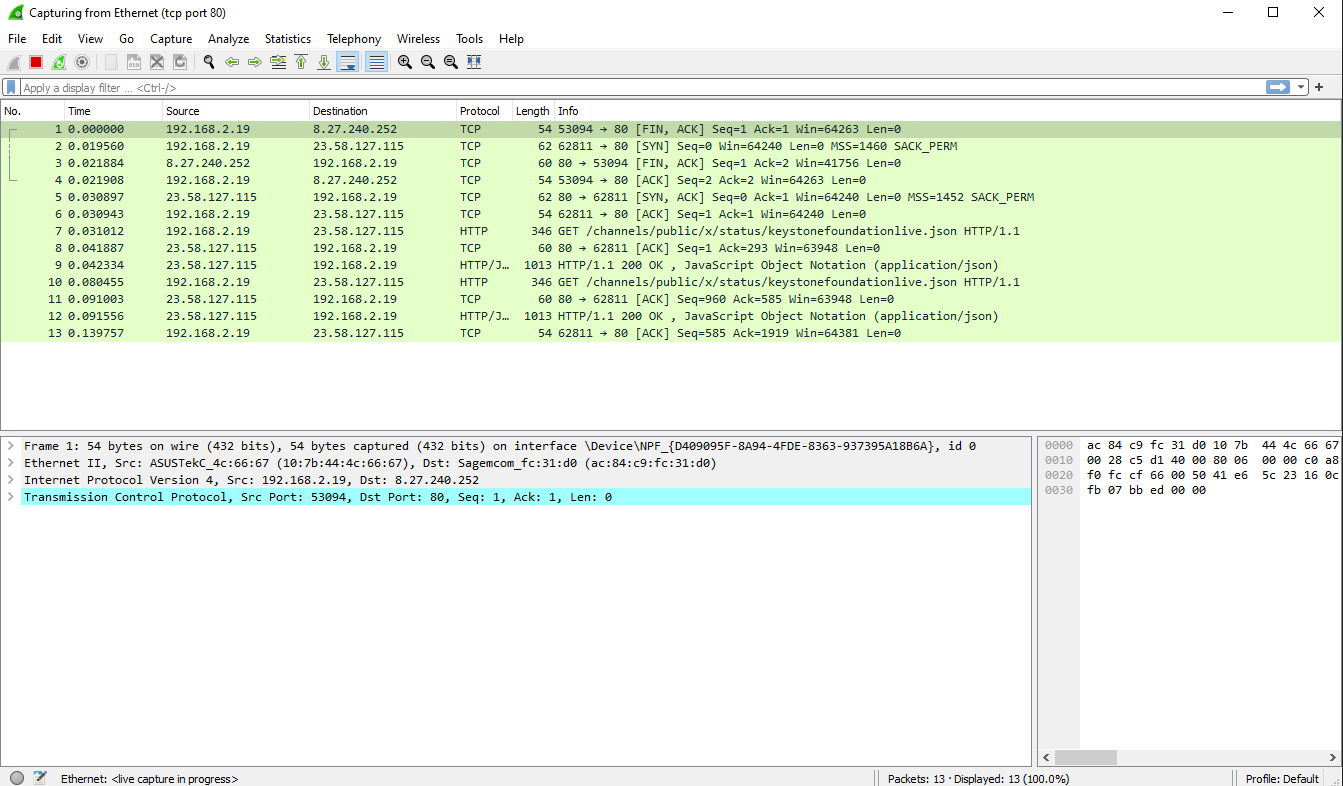 Capturing from Ethernet (tcp port 80)
File Edit View Go Capture Analyze Statistics Telephony Wireless Tools Help
Apply a display filter ... <Ctrl-/>
No. Time Source Destination Protocol Length Info
1 0.000000 192.168.2.19 8.27.240.252 TCP 54 53094 → 80 [FIN, ACK] Seq=1 Ack=1 Win=64263 Len=0
2 0.019560 192.168.2.19 23.58.127.115 TCP 62 62811 → 80 [SYN] Seq=0 Win=64240 Len=0 MSS=1460 SACK_PERM
3 0.021884 8.27.240.252 192.168.2.19 TCP 60 80 → 53094 [FIN, ACK] Seq=1 Ack=2 Win=41756 Len=0
4 0.021908 192.168.2.19 8.27.240.252 TCP 54 53094 → 80 [ACK] Seq=2 Ack=2 Win=64263 Len=0
5 0.030897 23.58.127.115 192.168.2.19 TCP 62 80 → 62811 [SYN, ACK] Seq=0 Ack=1 Win=64240 Len=0 MSS=1452 SACK_PERM
6 0.030943 192.168.2.19 23.58.127.115 TCP 54 62811 → 80 [ACK] Seq=1 Ack=1 Win=64240 Len=0
7 0.031012 192.168.2.19 23.58.127.115 HTTP 346 GET /channels/public/x/status/keystonefoundationlive.json HTTP/1.1
8 0.041887 23.58.127.115 192.168.2.19 TCP 60 80 → 62811 [ACK] Seq=1 Ack=293 Win=63948 Len=0
9 0.042334 23.58.127.115 192.168.2.19 HTTP/J… 1013 HTTP/1.1 200 OK , JavaScript Object Notation (application/json)
10 0.080455 192.168.2.19 23.58.127.115 HTTP 346 GET /channels/public/x/status/keystonefoundationlive.json HTTP/1.1
11 0.091003 23.58.127.115 192.168.2.19 TCP 60 80 → 62811 [ACK] Seq=960 Ack=585 Win=63948 Len=0
12 0.091556 23.58.127.115 192.168.2.19 HTTP/J… 1013 HTTP/1.1 200 OK , JavaScript Object Notation (application/json)
13 0.139757 192.168.2.19 23.58.127.115 TCP 54 62811 → 80 [ACK] Seq=585 Ack=1919 Win=64381 Len=0
Frame 1: 54 bytes on wire (432 bits), 54 bytes captured (432 bits) on interface \Device\NPF_{D409095F-8A94-4FDE-8363-937395A18B6A}, id 0
Ethernet II, Src: ASUSTekC_4c:66:67 (10:7b:44:4c:66:67), Dst: Sagemcom_fc:31:d0 (ac:84:c9:fc:31:d0)
Internet Protocol Version 4, Src: 192.168.2.19, Dst: 8.27.240.252
Transmission Control Protocol, Src Port: 53094, Dst Port: 80, Seq: 1, Ack: 1, Len: 0
0000 ac 84 c9 fc 31 d0 10 7b 44 4c 66 67
0010 00 28 c5 d1 40 00 80 06 00 00 c0 a8
0020 f0 fc cf 66 00 50 41 e6 5c 23 16 0c
0030 fb 07 bb ed 00 00
Ethernet: <live capture in progress>
Packets: 13 · Displayed: 13 (100.0%)
Profile: Default